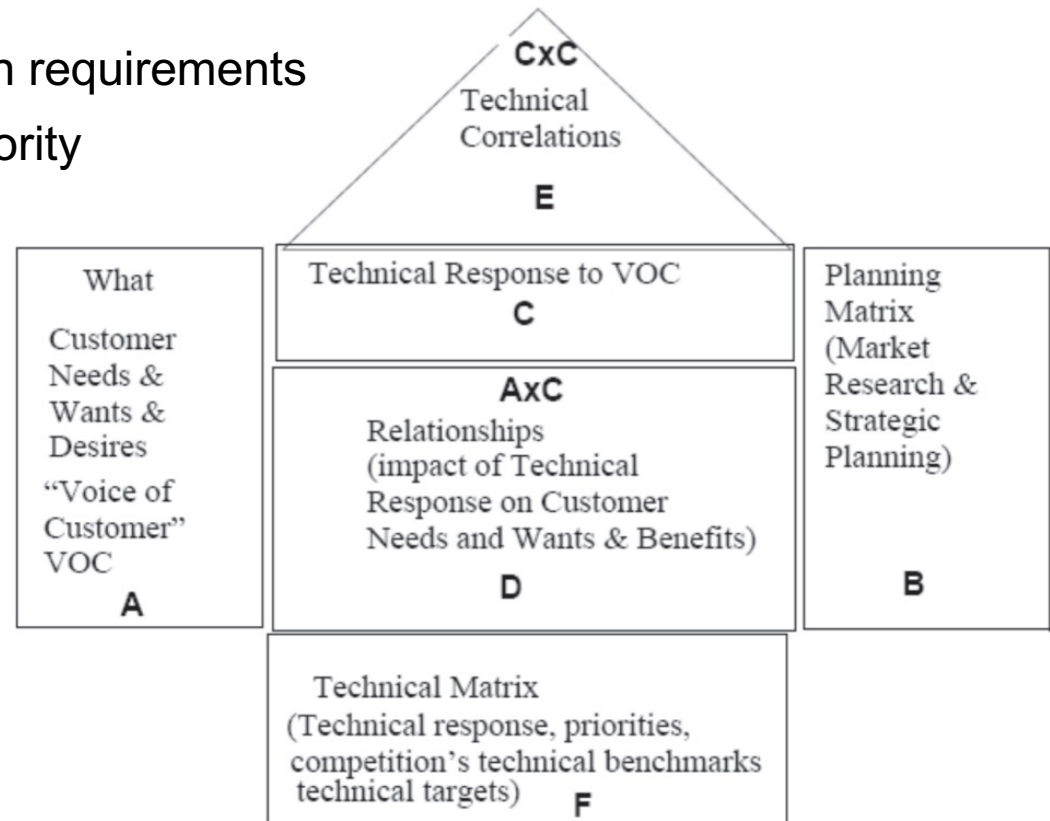 requirements
CxC
Technical
Correlations
E
What
Customer
Needs &
Wants &
Desires
“Voice of
Customer”
VOC
A
Technical Response to VOC
C
AxC
Relationships
(impact of Technical
Response on Customer
Needs and Wants & Benefits)
D
Planning
Matrix
(Market
Research &
Strategic
Planning)
B
Technical Matrix
(Technical response, priorities,
competition’s technical benchmarks
technical targets)
F